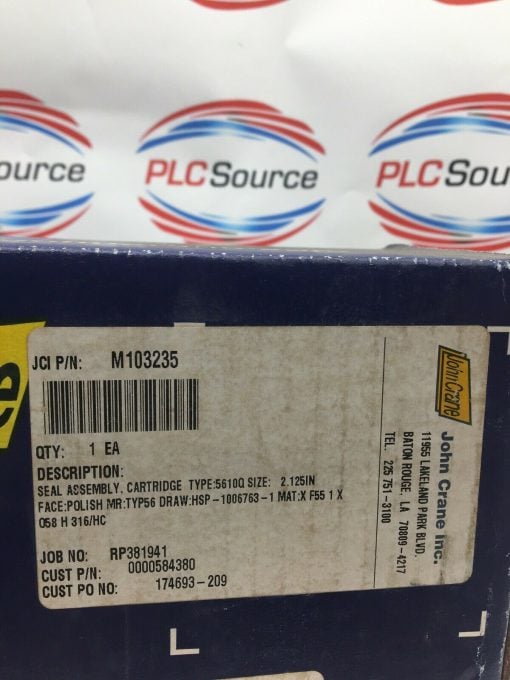 PLCSource
ource
PLCSource
PLCSou
JCI P/N: M103235
QTY: 1 EA
DESCRIPTION:
SEAL ASSEMBLY, CARTRIDGE TYPE:5610Q SIZE: 2.125IN
FACE:POLISH MR:TYP56 DRAW:HSP-1006763-1 MAT:X F55 1 X
O58 H 316/HC
JOB NO: RP381941
CUST P/N: 0000584380
CUST PO NO: 174693-209
John Crane
John Crane Inc.
11955 LAKELAND PARK BLVD.
BATON ROUGE, LA 70809-4217
TEL. 225 751-3100